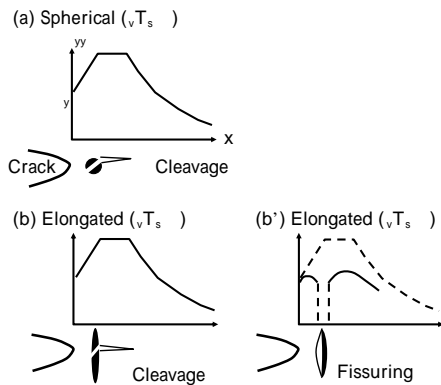 (a) Spherical (vTs )
yy
y
x
Crack
Cleavage
(b) Elongated (vTs )
(b') Elongated (vTs )
Cleavage
Fissuring